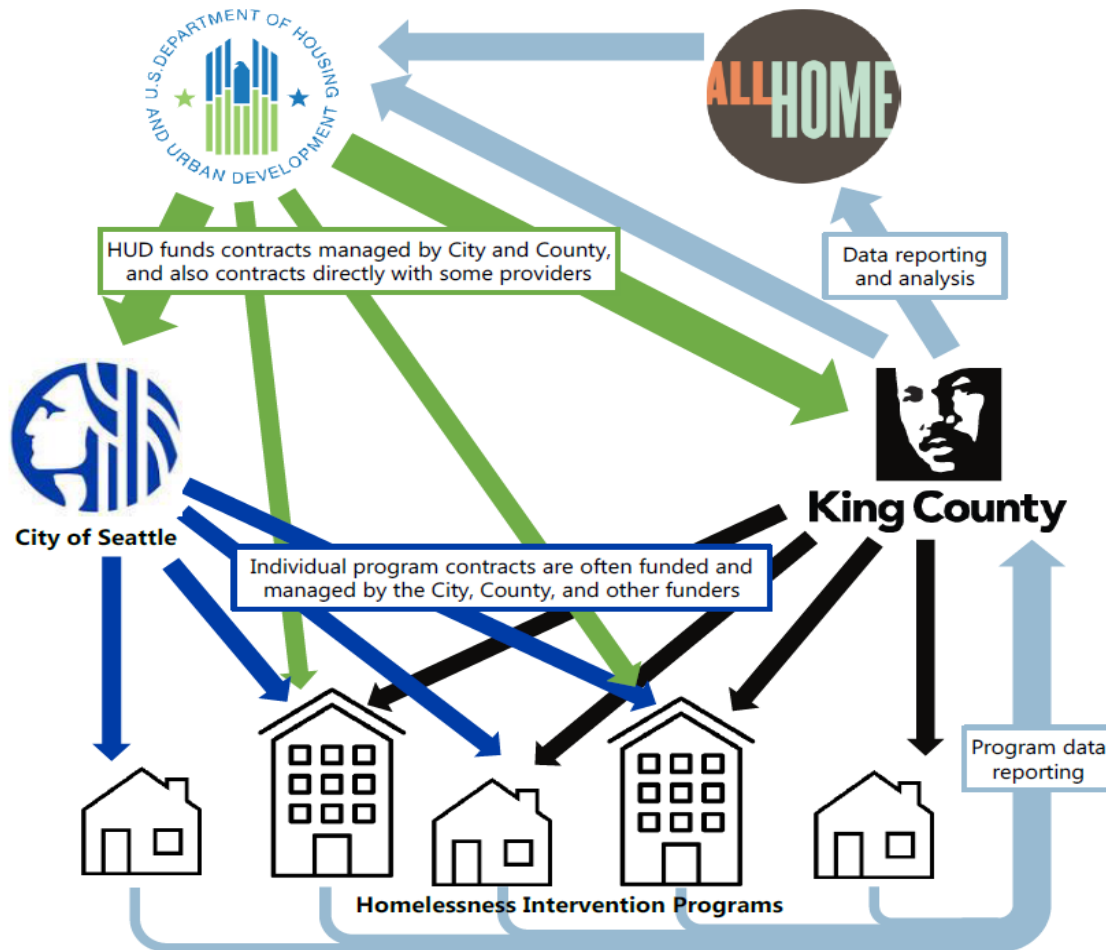 U.S. DEPARTMENT OF HOUSING
AND URBAN DEVELOPMENT
ALL HOME
HUD funds contracts managed by City and County,
and also contracts directly with some providers
Data reporting
and analysis
City of Seattle
King County
Individual program contracts are often funded and
managed by the City, County, and other funders
Program data
reporting
Homelessness Intervention Programs